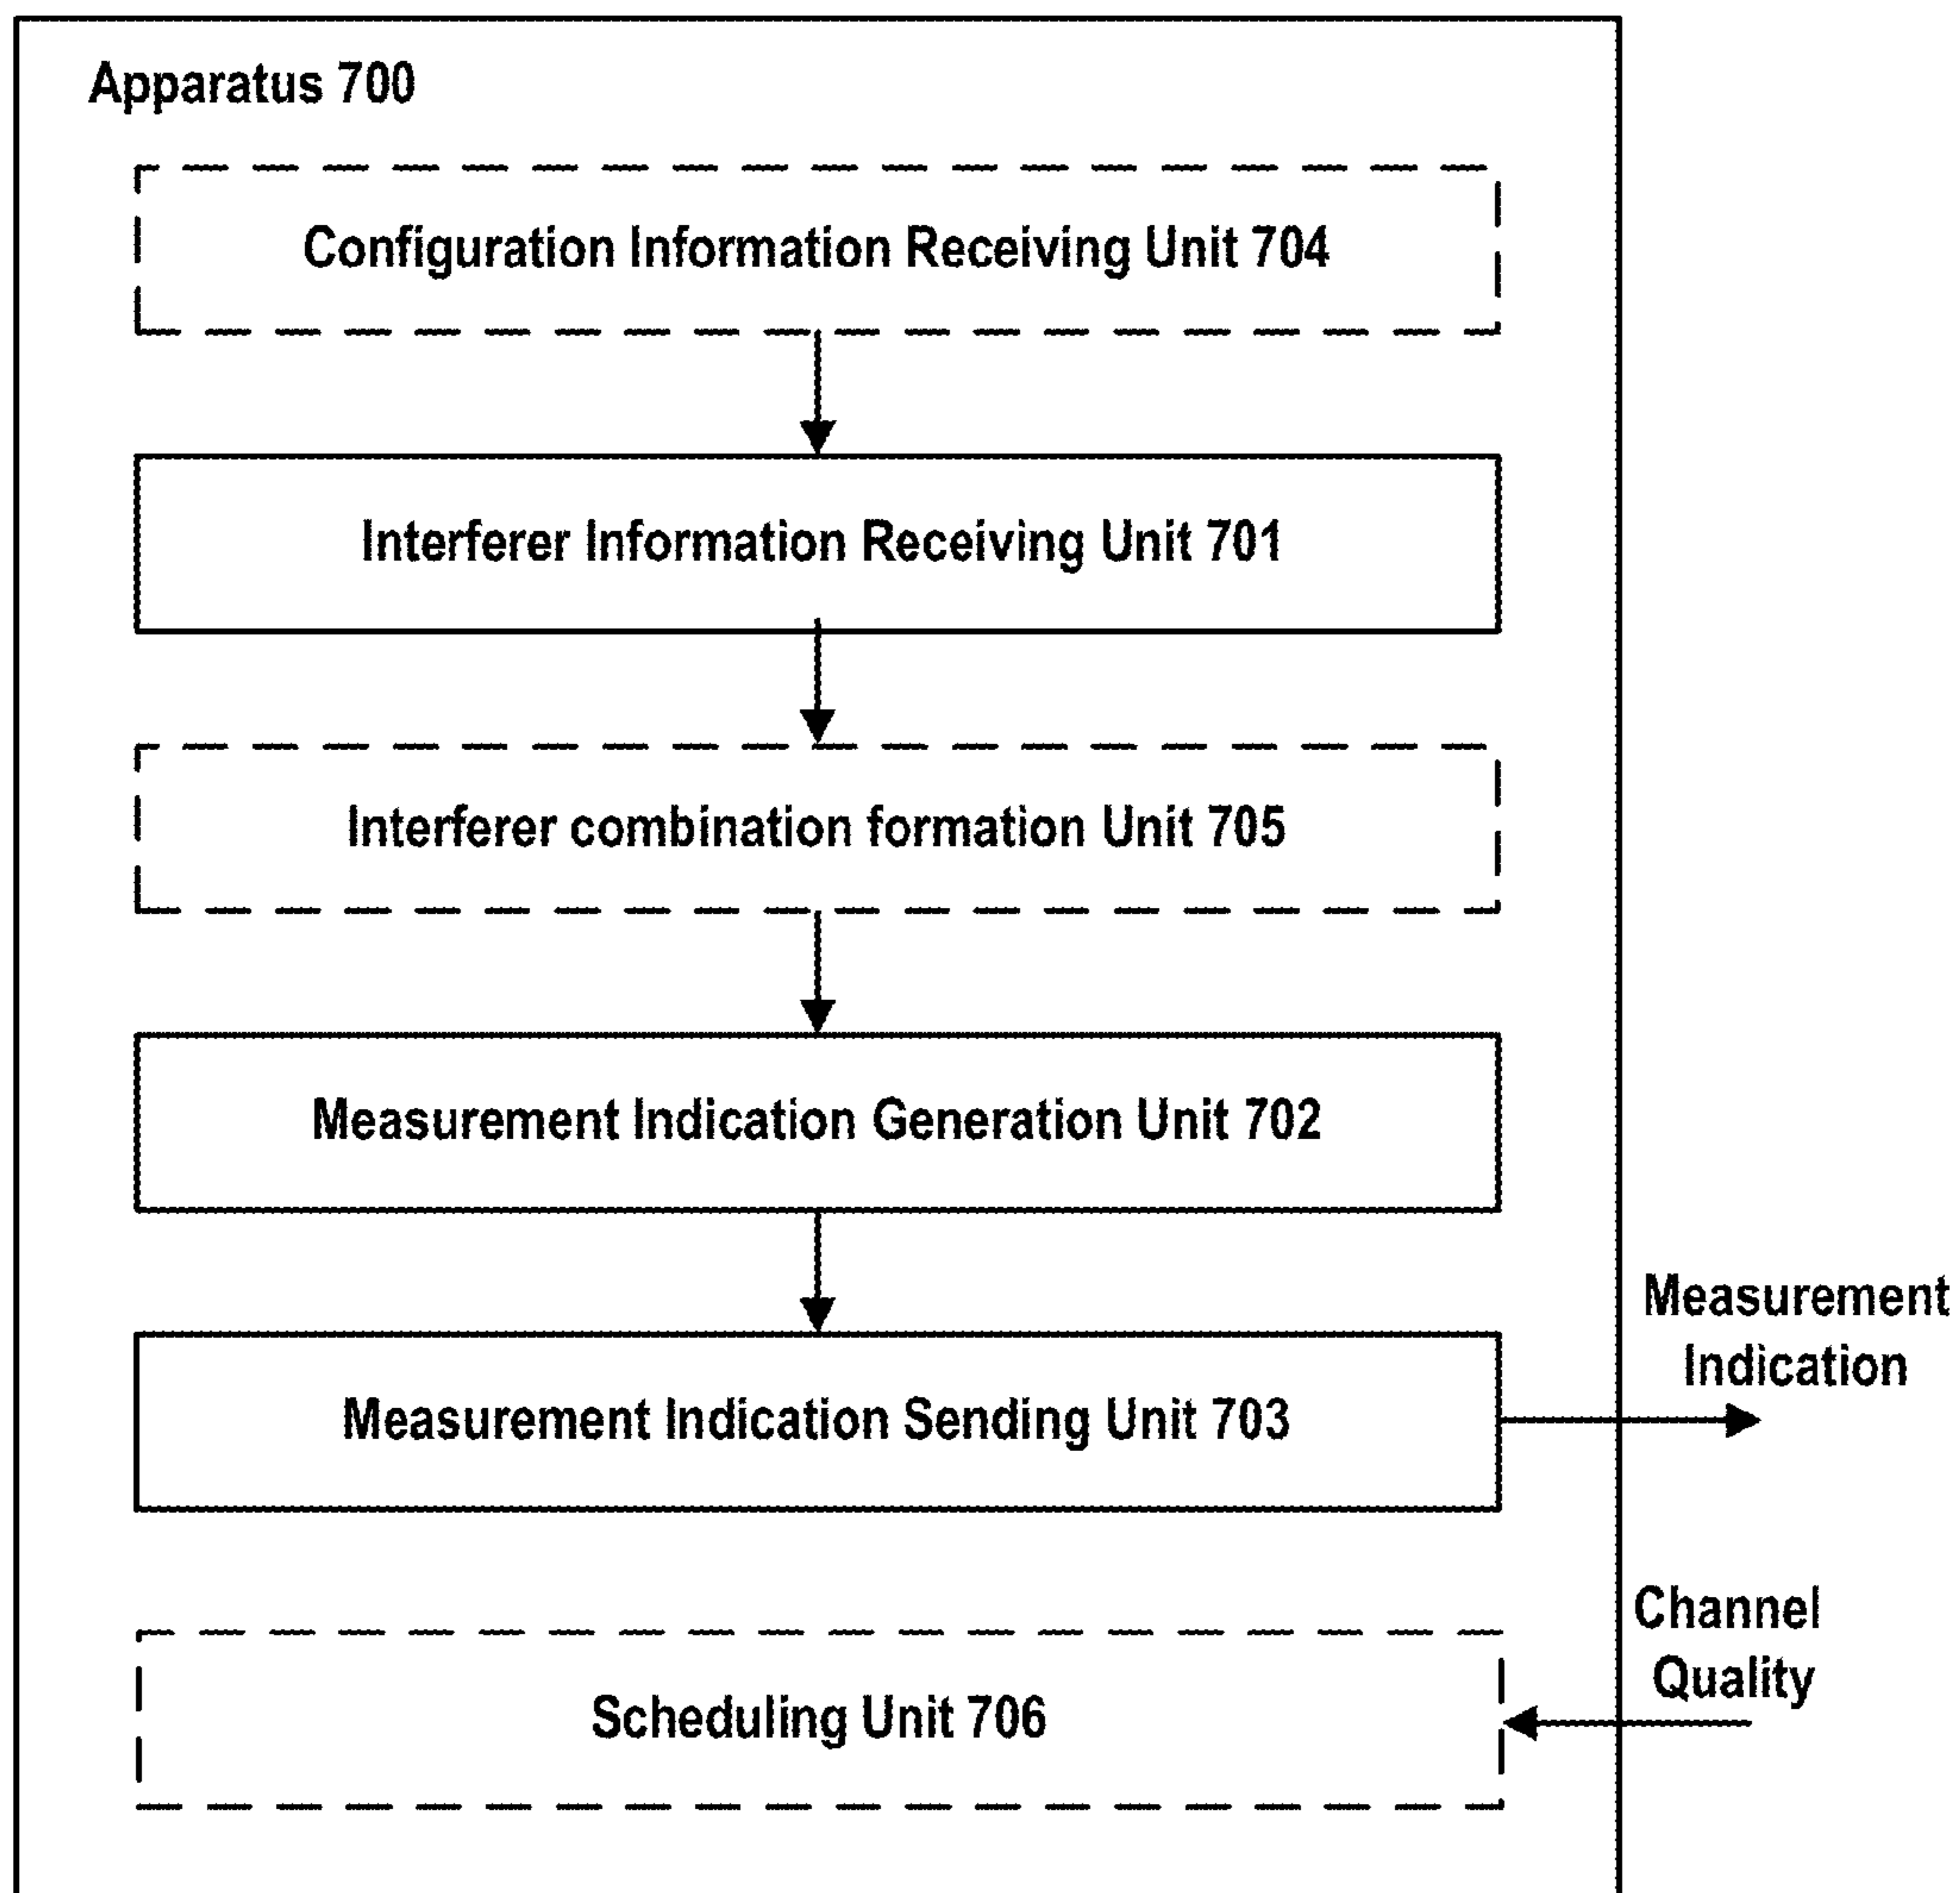 Apparatus 700
Configuration Information Receiving Unit 704
Interferer Information Receiving Unit 701
Interferer combination formation Unit 705
Measurement Indication Generation Unit 702
Measurement
Indication
Measurement Indication Sending Unit 703
Channel
Quality
Scheduling Unit 706